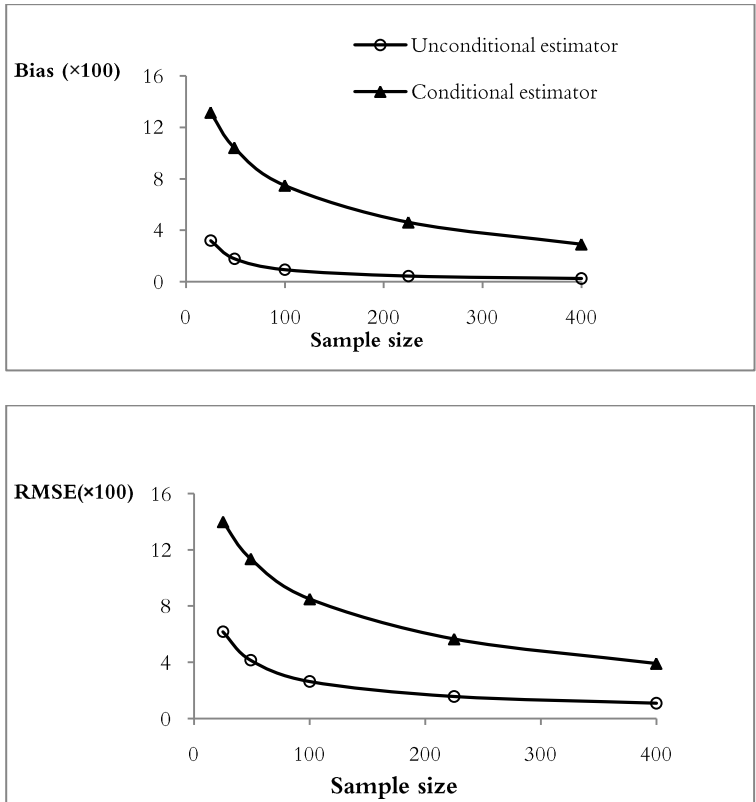 Unconditional estimator
Bias (×100)
Conditional estimator
16
12
8
4
0
0 100 200 300 400
Sample size
RMSE(×100)
16
12
8
4
0
0 100 200 300 400
Sample size